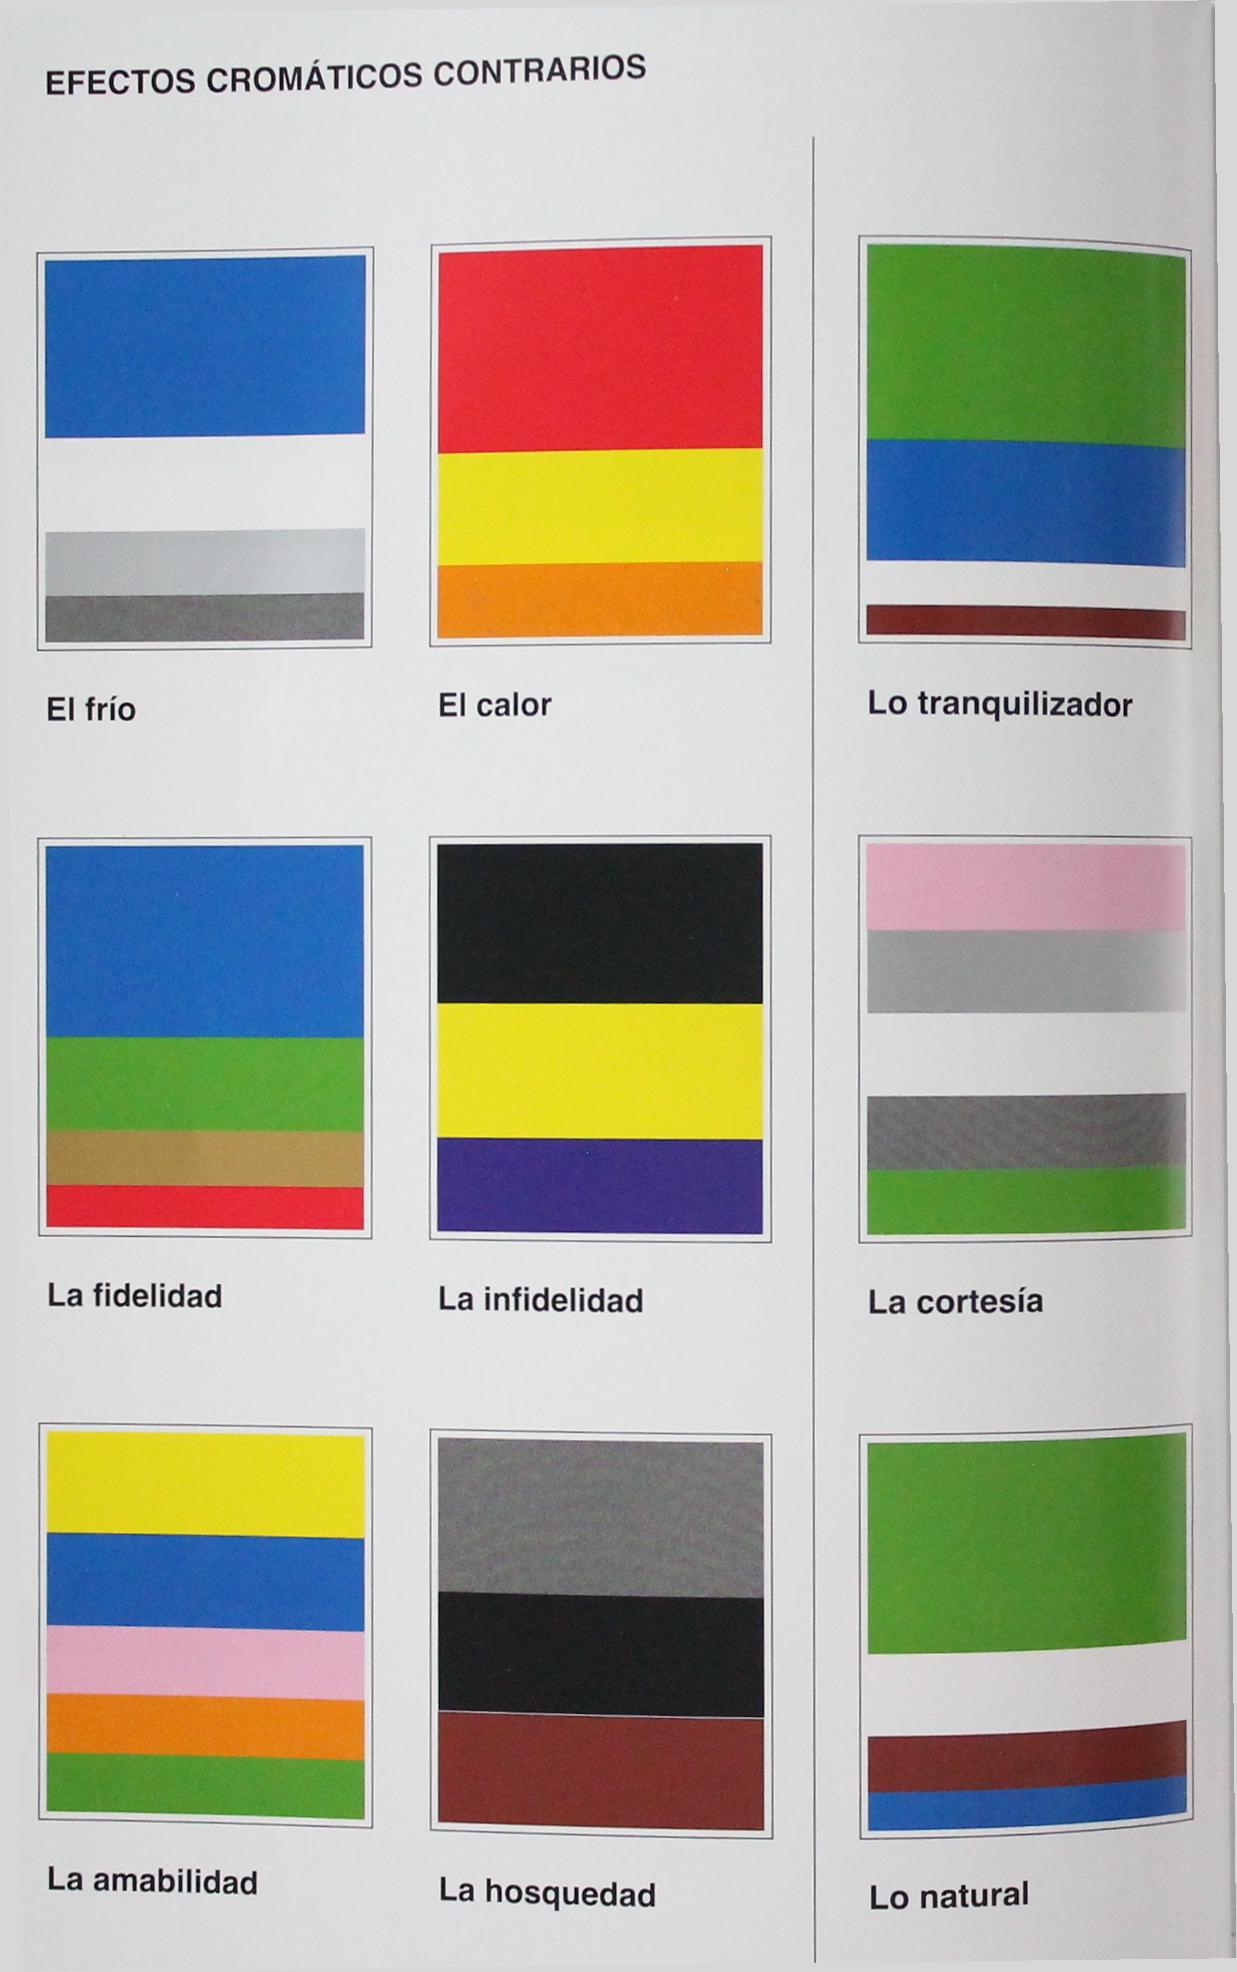 EFECTOS CROMÁTICOS CONTRARIOS
El frío
El calor
Lo tranquilizador
La fidelidad
La infidelidad
La cortesía
La amabilidad
La hosquedad
Lo natural